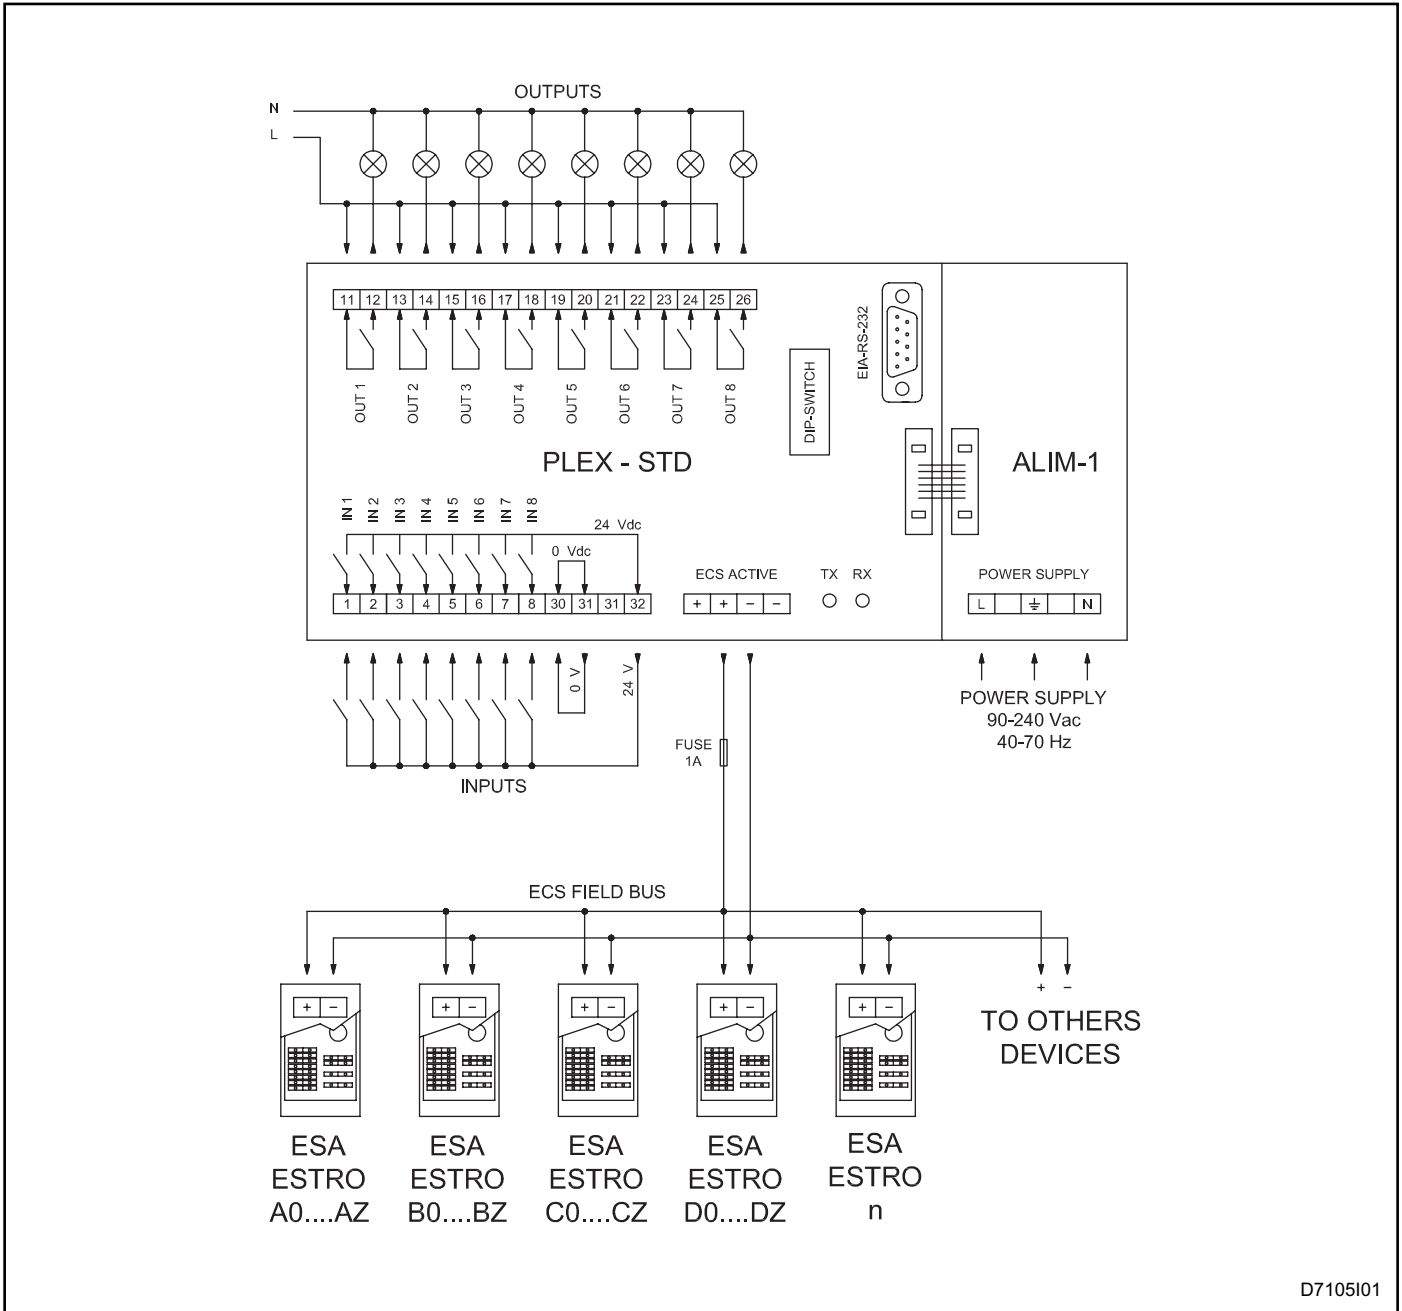 OUTPUTS
N
L
11 12 13 14 15 16 17 18 19 20 21 22 23 24 25 26
OUT 1 OUT 2 OUT 3 OUT 4 OUT 5 OUT 6 OUT 7 OUT 8
DIP-SWITCH
EIA-RS-232
PLEX - STD
ALIM-1
IN 1 IN 2 IN 3 IN 4 IN 5 IN 6 IN 7 IN 8
24 Vdc
0 Vdc
1 2 3 4 5 6 7 8 30 31 31 32
ECS ACTIVE
+ + − −
TX RX
POWER SUPPLY
L N
0 V
24 V
INPUTS
FUSE
1A
POWER SUPPLY
90-240 Vac
40-70 Hz
ECS FIELD BUS
+ −
+ −
+ −
+ −
+ −
+ −
TO OTHERS
DEVICES
ESA
ESTRO
A0....AZ
ESA
ESTRO
B0....BZ
ESA
ESTRO
C0....CZ
ESA
ESTRO
D0....DZ
ESA
ESTRO
n
D7105I01